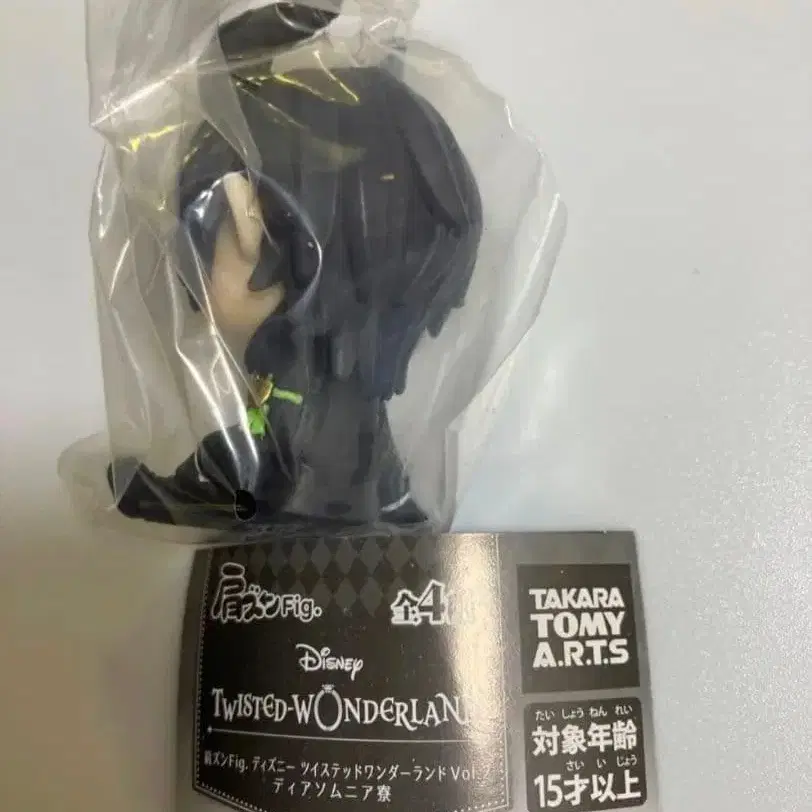 肩ズンFig.
全4
Disney
TWISTED-WONDERLAND
肩ズンFig. ディズニー ツイステッドワンダーランド Vol.2
ディアソムニア寮
TAKARA
TOMY
A.R.T.S
たい しょう ねん れい
対象年齢
さい い じょう
15才以上